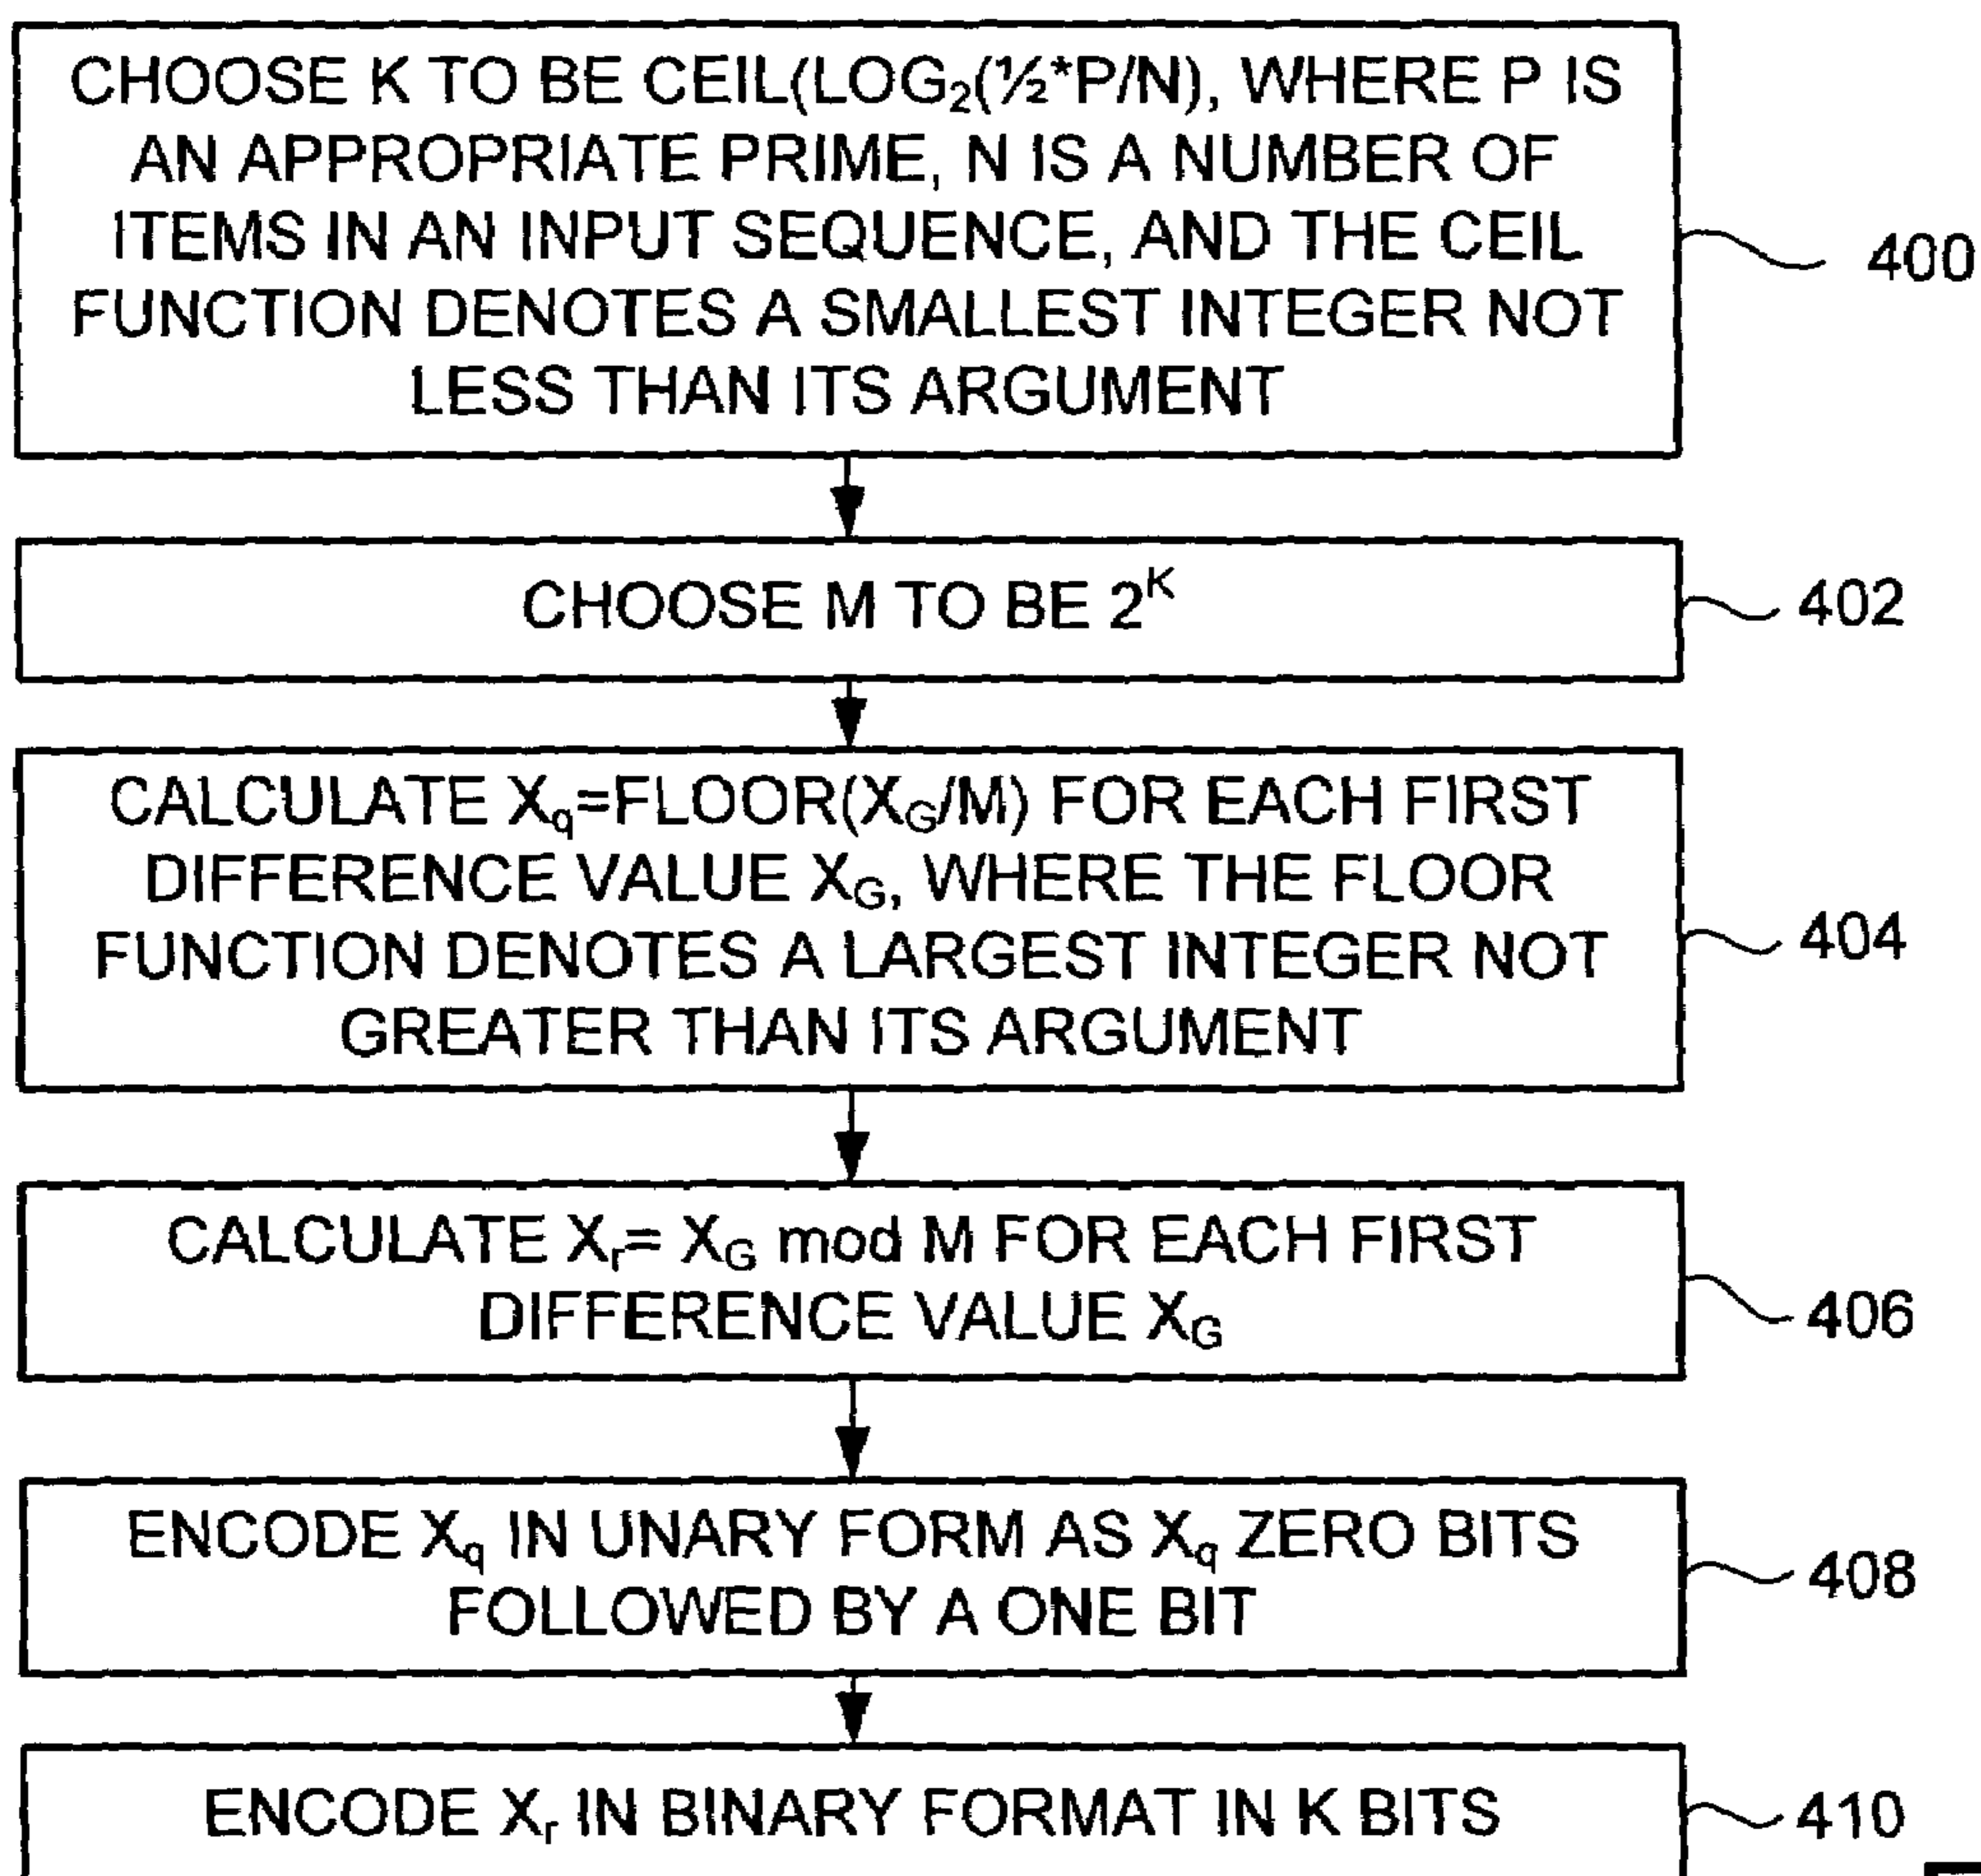 CHOOSE K TO BE CEIL(LOG₂(½*P/N), WHERE P IS
AN APPROPRIATE PRIME, N IS A NUMBER OF
ITEMS IN AN INPUT SEQUENCE, AND THE CEIL
FUNCTION DENOTES A SMALLEST INTEGER NOT
LESS THAN ITS ARGUMENT
400
CHOOSE M TO BE 2ᴷ
402
CALCULATE X_q=FLOOR(X_G/M) FOR EACH FIRST
DIFFERENCE VALUE X_G, WHERE THE FLOOR
FUNCTION DENOTES A LARGEST INTEGER NOT
GREATER THAN ITS ARGUMENT
404
CALCULATE X_r= X_G mod M FOR EACH FIRST
DIFFERENCE VALUE X_G
406
ENCODE X_q IN UNARY FORM AS X_q ZERO BITS
FOLLOWED BY A ONE BIT
408
ENCODE X_r IN BINARY FORMAT IN K BITS
410